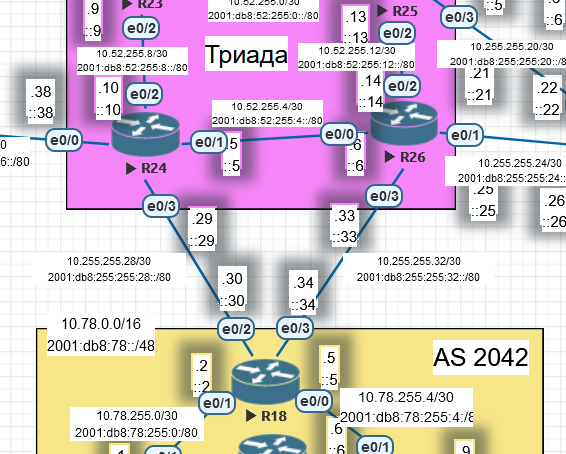 .9
::9
R23
10.52.255.0/30
2001:db8:52:255:0::/80
.13
::13
R25
e0/3
::5
::6
e0/2
e0/2
10.52.255.8/30
2001:db8:52:255:8::/80
Триада
10.52.255.12/30
2001:db8:52:255:12::/80
10.255.255.20/30
2001:db8:255:255:20::/8
.38
::38
.10
::10
e0/2
.14
::14
e0/2
.21
::21
.22
::22
10.52.255.4/30
2001:db8:52:255:4::/80
0
6::/80
e0/0
e0/1
.5
::5
e0/0
.6
::6
e0/1
R24
R26
10.255.255.24/30
2001:db8:255:255:24::
e0/3
e0/3
.25
::25
.26
::26
.29
::29
.33
::33
10.255.255.28/30
2001:db8:255:255:28::/80
10.255.255.32/30
2001:db8:255:255:32::/80
.30
::30
.34
::34
10.78.0.0/16
2001:db8:78::/48
e0/2
e0/3
AS 2042
.2
::2
.5
::5
e0/1
e0/0
R18
10.78.255.0/30
2001:db8:78:255:0:/80
10.78.255.4/30
2001:db8:78:255:4:/8
.6
::6
e0/1
.1
e0/1
.9